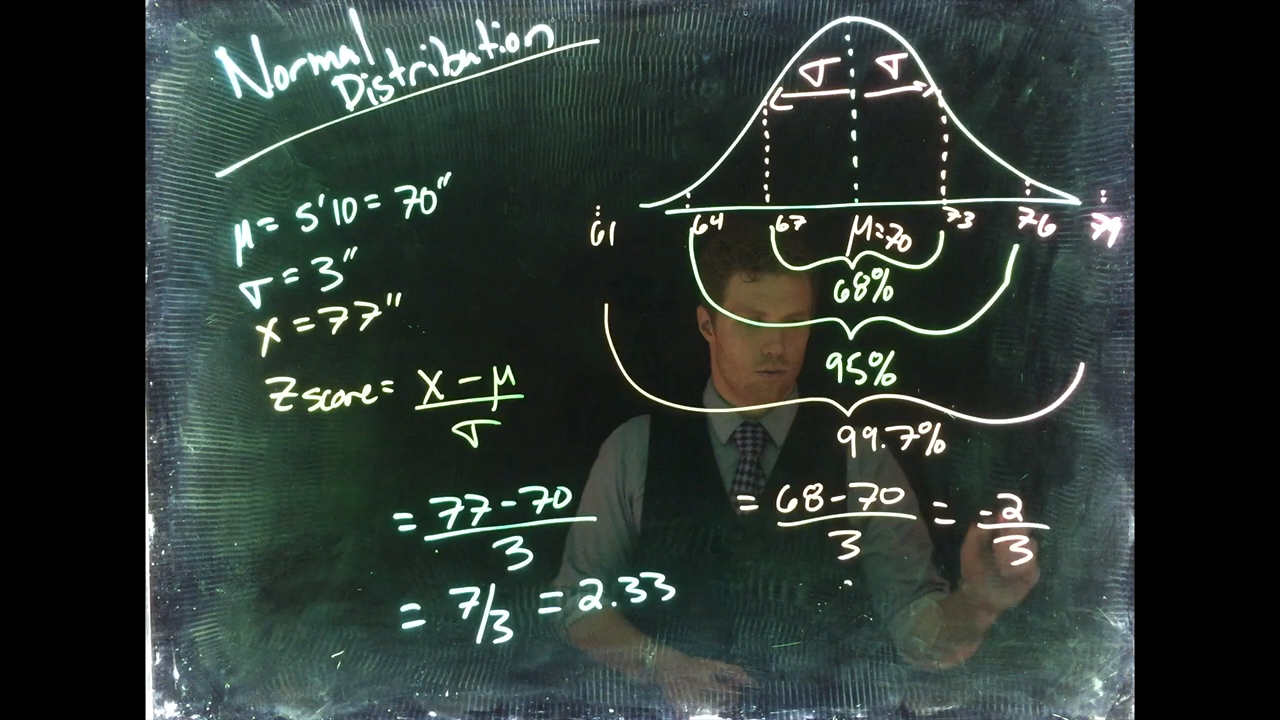 Normal
Distribution
σ σ
μ = 5'10 = 70"
σ = 3"
x = 77"
61 64 67 μ=70 73 76 79
68%
95%
99.7%
Z score = x - μ / σ
= 77 - 70 / 3
= 7/3 = 2.33
= 68 - 70 / 3 = -2 / 3